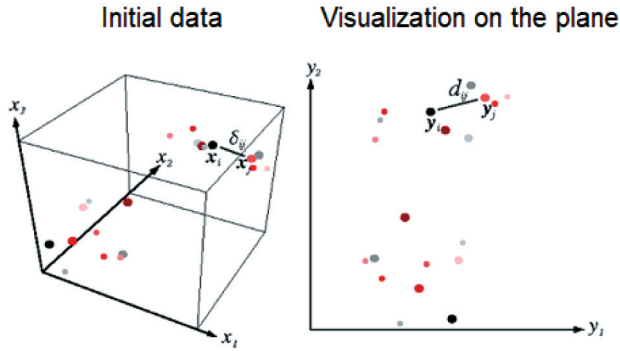 Initial data
Visualization on the plane
x₃
x₂
x₁
δᵢⱼ
xᵢ
xⱼ
y₂
y₁
dᵢⱼ
yᵢ
yⱼ